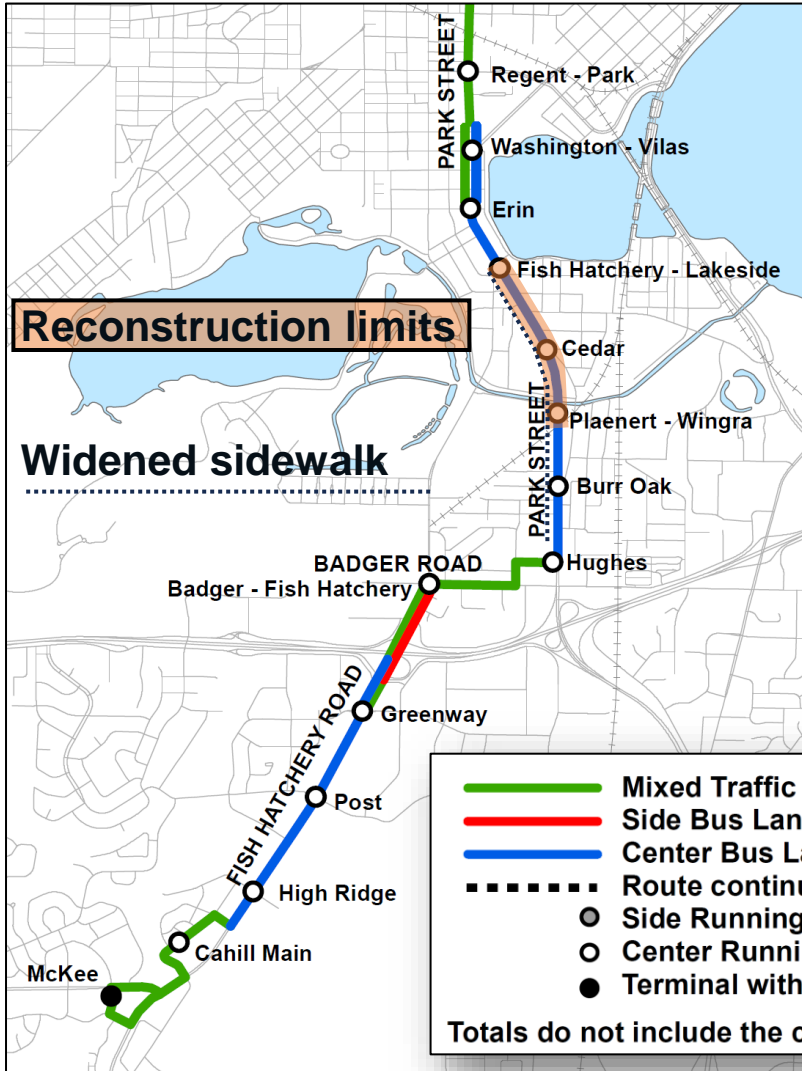 PARK STREET
Regent - Park
Washington - Vilas
Erin
Fish Hatchery - Lakeside
Reconstruction limits
Cedar
PARK STREET
Plaenert - Wingra
Widened sidewalk
Burr Oak
BADGER ROAD
Hughes
Badger - Fish Hatchery
FISH HATCHERY ROAD
Greenway
Post
High Ridge
Cahill Main
McKee
Mixed Traffic
Side Bus Lan
Center Bus La
Route continu
Side Running
Center Runni
Terminal with
Totals do not include the c